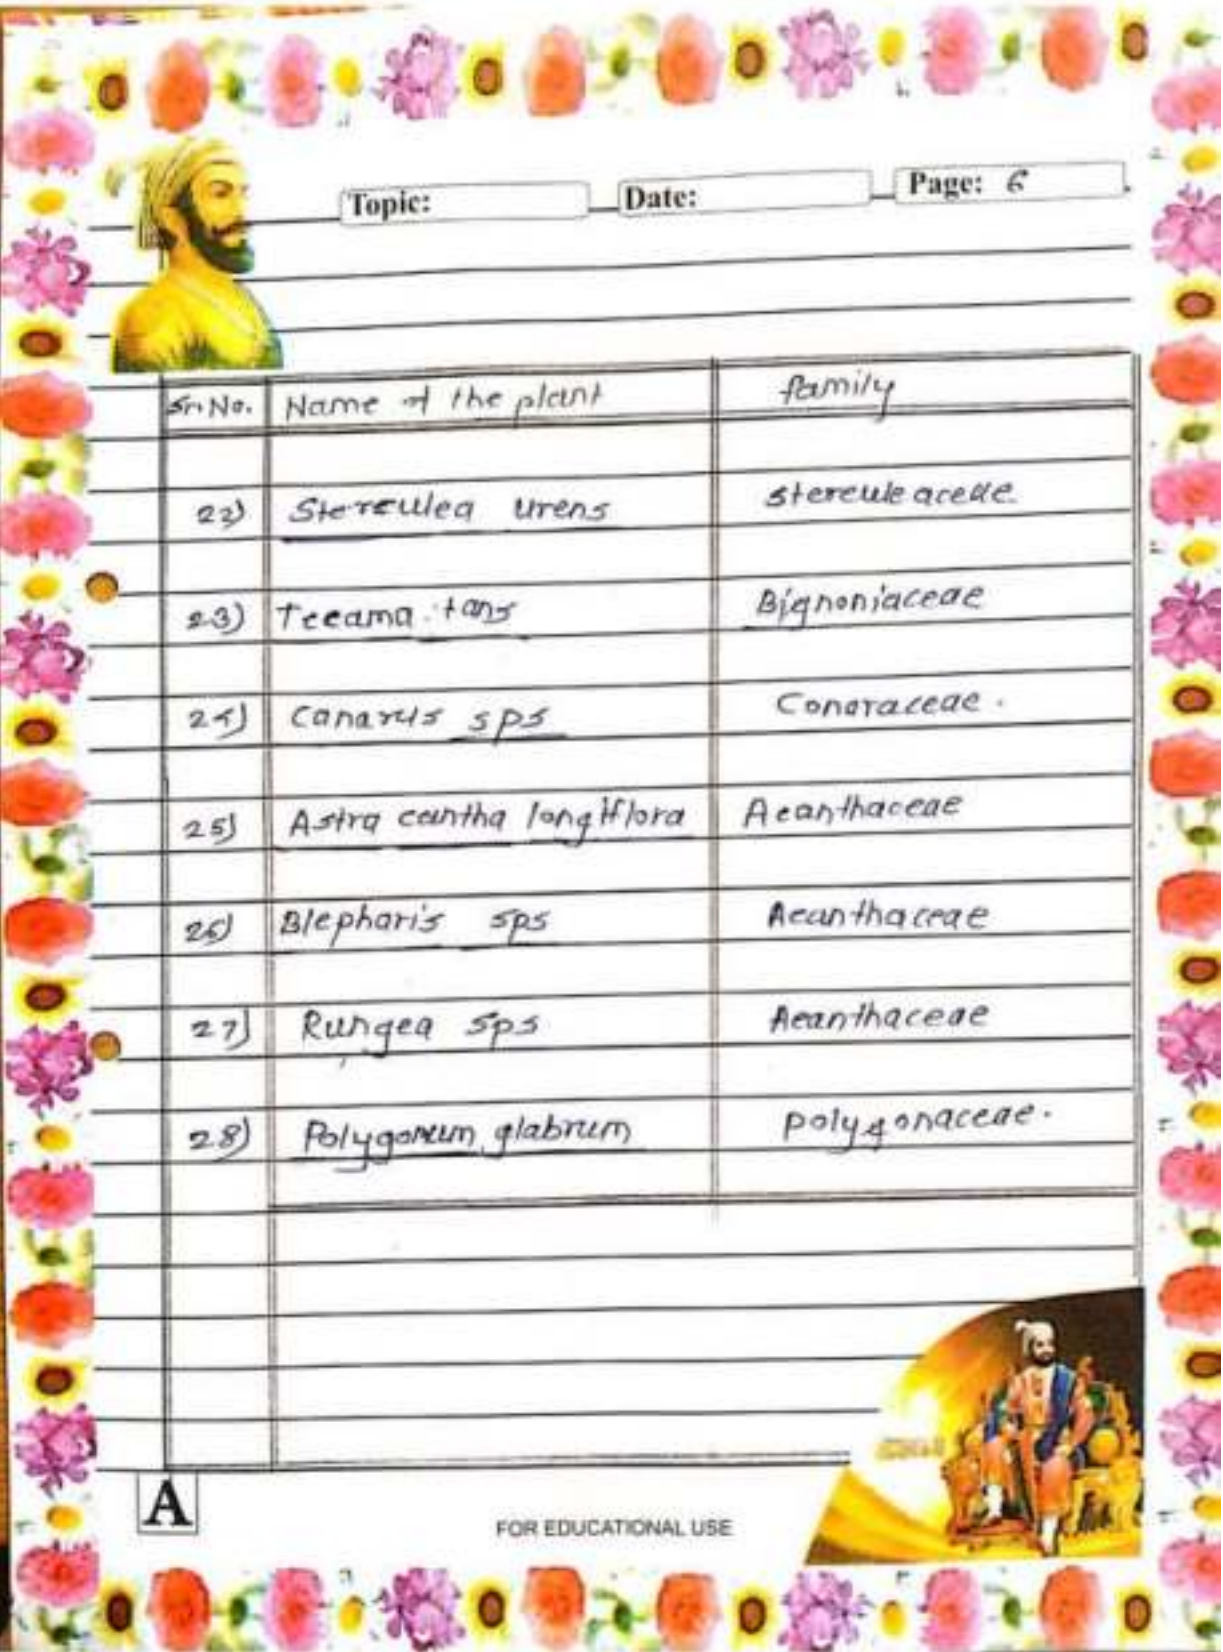 Topic: Date: Page: 6
Sr. No. Name of the plant family
22) Sterculea urens sterculeaceae
23) Tecama tans Bignoniaceae
24) Canarus sps Conaraceae.
25) Astra cantha longiflora Acanthaceae
26) Blepharis sps Acanthaceae
27) Rungea sps Acanthaceae
28) Polygonum glabrum polygonaceae.
A
FOR EDUCATIONAL USE